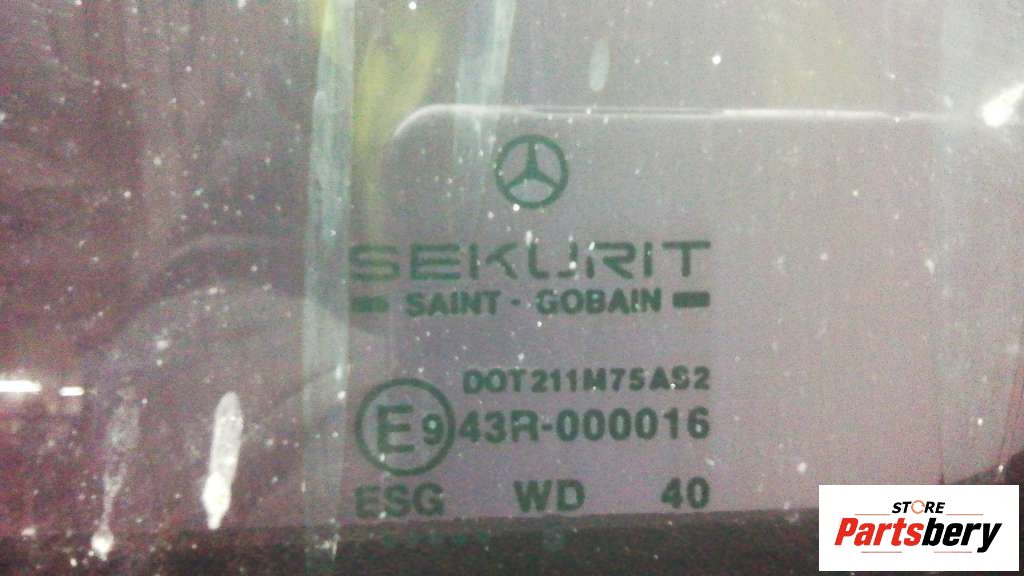 SEKURIT
SAINT - GOBAIN
DOT211M75AS2
E9 43R-000016
ESG WD 40
STORE
Partsbery